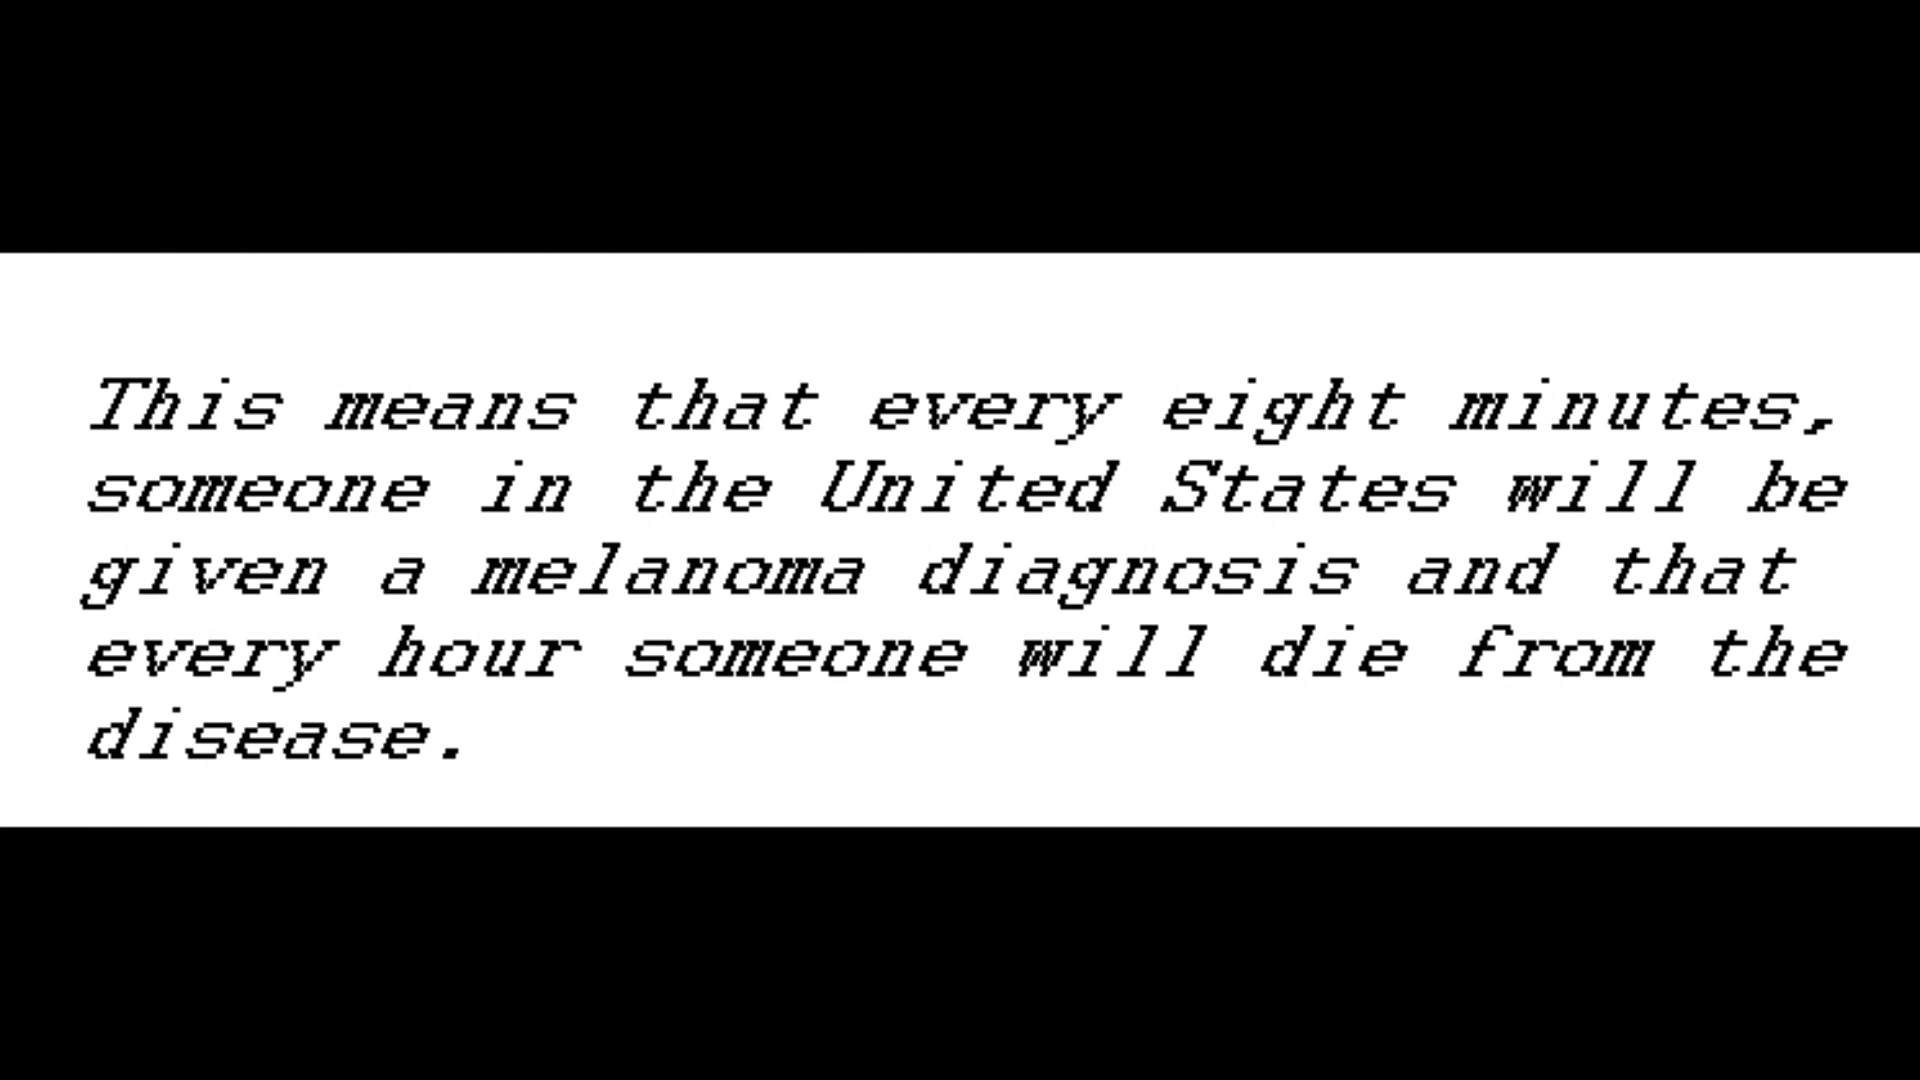 This means that every eight minutes,
someone in the United States will be
given a melanoma diagnosis and that
every hour someone will die from the
disease.